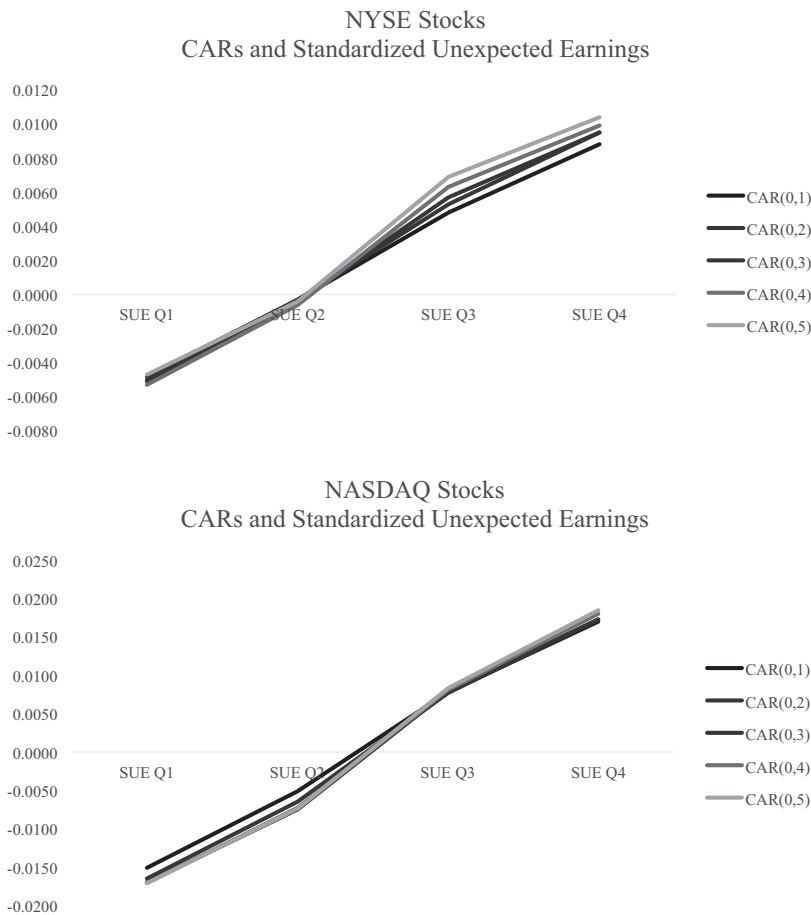 NYSE Stocks
CARs and Standardized Unexpected Earnings
0.0120
0.0100
0.0080
0.0060
0.0040
0.0020
0.0000
-0.0020
-0.0040
-0.0060
-0.0080
SUE Q1 SUE Q2 SUE Q3 SUE Q4
CAR(0,1)
CAR(0,2)
CAR(0,3)
CAR(0,4)
CAR(0,5)
NASDAQ Stocks
CARs and Standardized Unexpected Earnings
0.0250
0.0200
0.0150
0.0100
0.0050
0.0000
-0.0050
-0.0100
-0.0150
-0.0200
SUE Q1 SUE Q2 SUE Q3 SUE Q4
CAR(0,1)
CAR(0,2)
CAR(0,3)
CAR(0,4)
CAR(0,5)